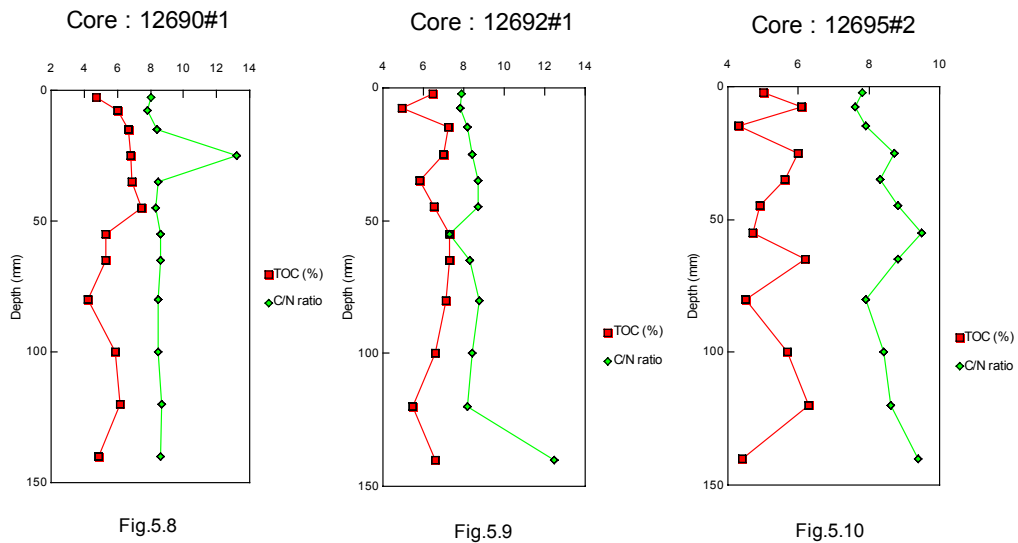 Core : 12690#1
2 4 6 8 10 12 14
0
50
100
150
Depth (mm)
TOC (%)
C/N ratio
Fig.5.8
Core : 12692#1
4 6 8 10 12 14
0
50
100
150
Depth (mm)
TOC (%)
C/N ratio
Fig.5.9
Core : 12695#2
4 6 8 10
0
50
100
150
Depth (mm)
TOC (%)
C/N ratio
Fig.5.10